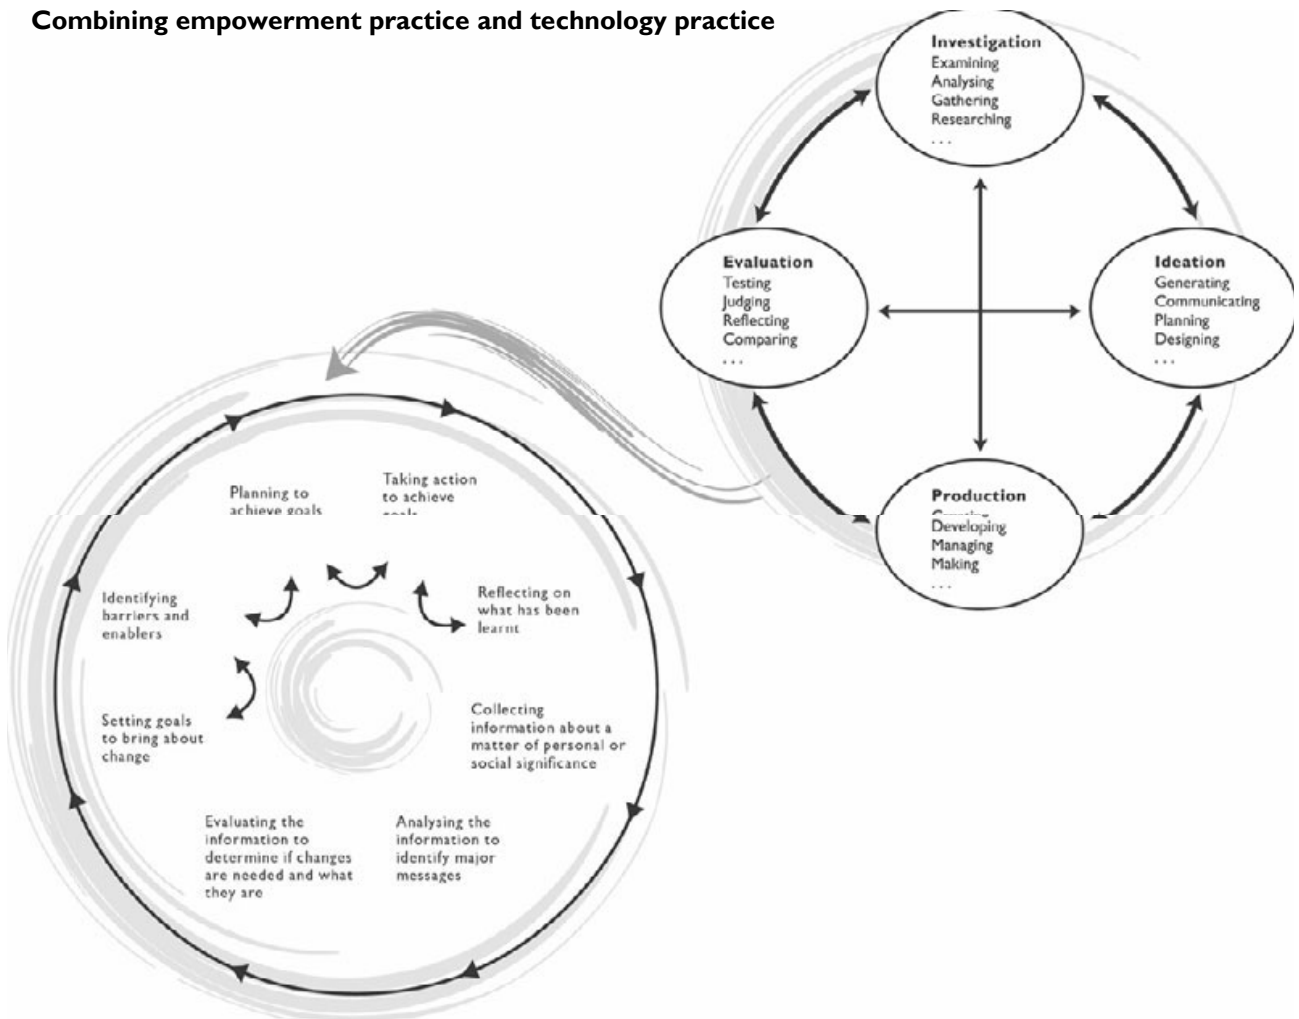 Combining empowerment practice and technology practice
Investigation
Examining
Analysing
Gathering
Researching
. . .
Evaluation
Testing
Judging
Reflecting
Comparing
. . .
Ideation
Generating
Communicating
Planning
Designing
. . .
Production
Developing
Managing
Making
. . .
Planning to
achieve goals
Taking action
to achieve
goals
Identifying
barriers and
enablers
Reflecting on
what has been
learnt
Setting goals
to bring about
change
Collecting
information about a
matter of personal or
social significance
Evaluating the
information to
determine if changes
are needed and what
they are
Analysing the
information to
identify major
messages